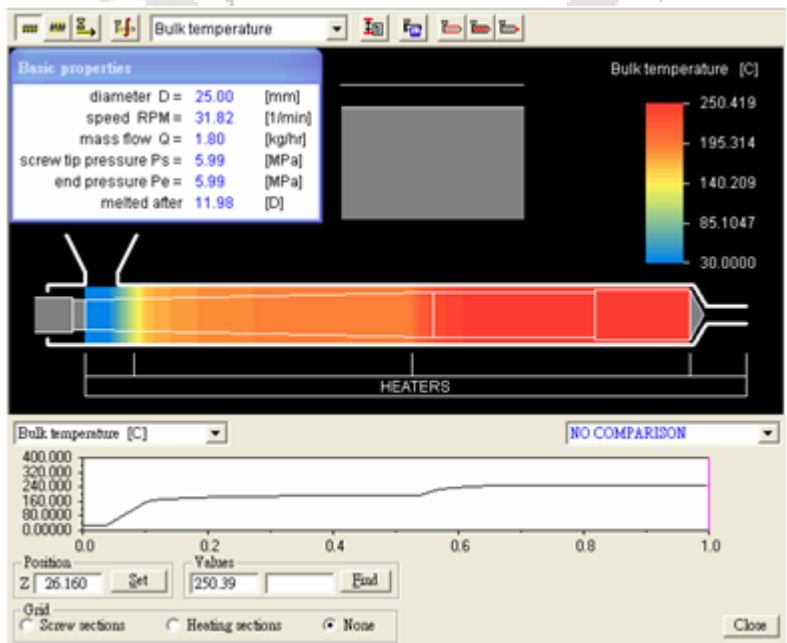 Bulk temperature
Basic properties
diameter D = 25.00 [mm]
speed RPM = 31.82 [1/min]
mass flow Q = 1.80 [kg/hr]
screw tip pressure Ps = 5.99 [MPa]
end pressure Pe = 5.99 [MPa]
melted after 11.98 [D]
Bulk temperature [C]
250.419
195.314
140.209
85.1047
30.0000
HEATERS
Bulk temperature [C]
NO COMPARISON
400.000
320.000
240.000
160.000
80.0000
0.00000
0.0 0.2 0.4 0.6 0.8 1.0
Position
Z 26.160 Set
Values
250.39 Find
Grid
Screw sections Heating sections None
Close